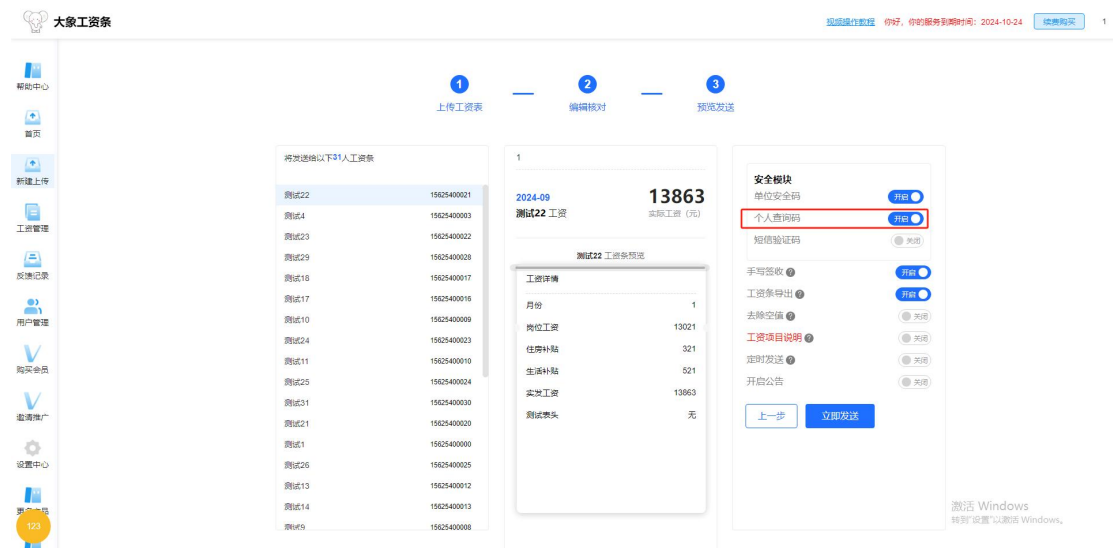 大象工资条
视频操作教程 你好，你的服务到期时间：2024-10-24 续费购买 1
帮助中心
首页
新建上传
工资管理
反馈记录
用户管理
购买会员
邀请推广
设置中心
123
1 2 3
上传工资表 编辑核对 预览发送
将发送给以下31人工资条
测试22 15625400021
测试4 15625400003
测试23 15625400022
测试29 15625400028
测试18 15625400017
测试17 15625400016
测试10 15625400009
测试24 15625400023
测试11 15625400010
测试25 15625400024
测试31 15625400030
测试21 15625400020
测试1 15625400000
测试26 15625400025
测试13 15625400012
测试14 15625400013
测试9 15625400008
1
2024-09 13863
测试22 工资 实际工资（元）
测试22 工资条预览
工资详情
月份 1
岗位工资 13021
住房补贴 321
生活补贴 521
实发工资 13863
测试表头 无
安全模块
单位安全码 开启
个人查询码 开启
短信验证码 关闭
手写签收 ? 开启
工资条导出 ? 开启
去除空值 ? 关闭
工资项目说明 ? 关闭
定时发送 ? 关闭
开启公告 关闭
上一步 立即发送
激活 Windows
转到"设置"以激活 Windows。